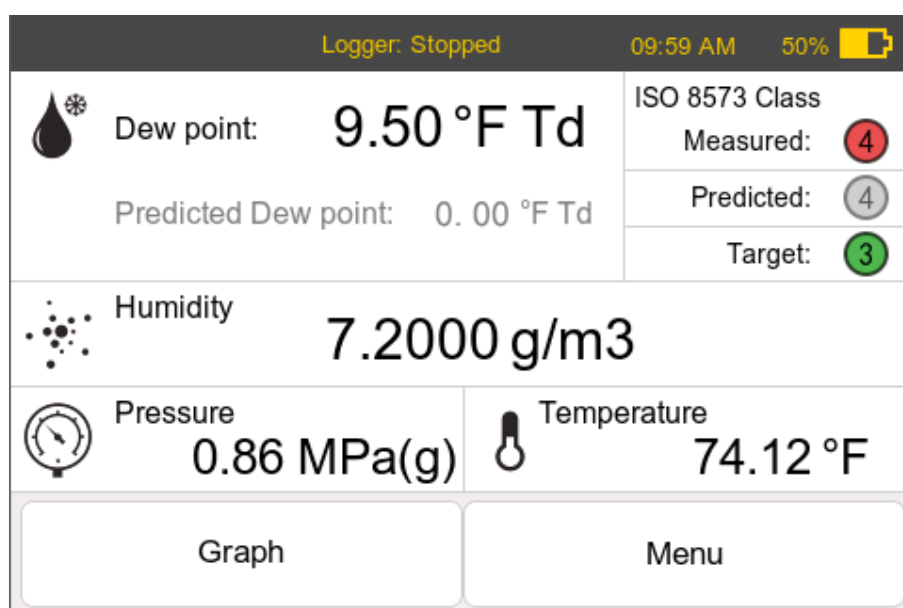 Logger: Stopped 09:59 AM 50%
Dew point: 9.50 °F Td
Predicted Dew point: 0. 00 °F Td
ISO 8573 Class
Measured: 4
Predicted: 4
Target: 3
Humidity
7.2000 g/m3
Pressure
0.86 MPa(g)
Temperature
74.12 °F
Graph
Menu